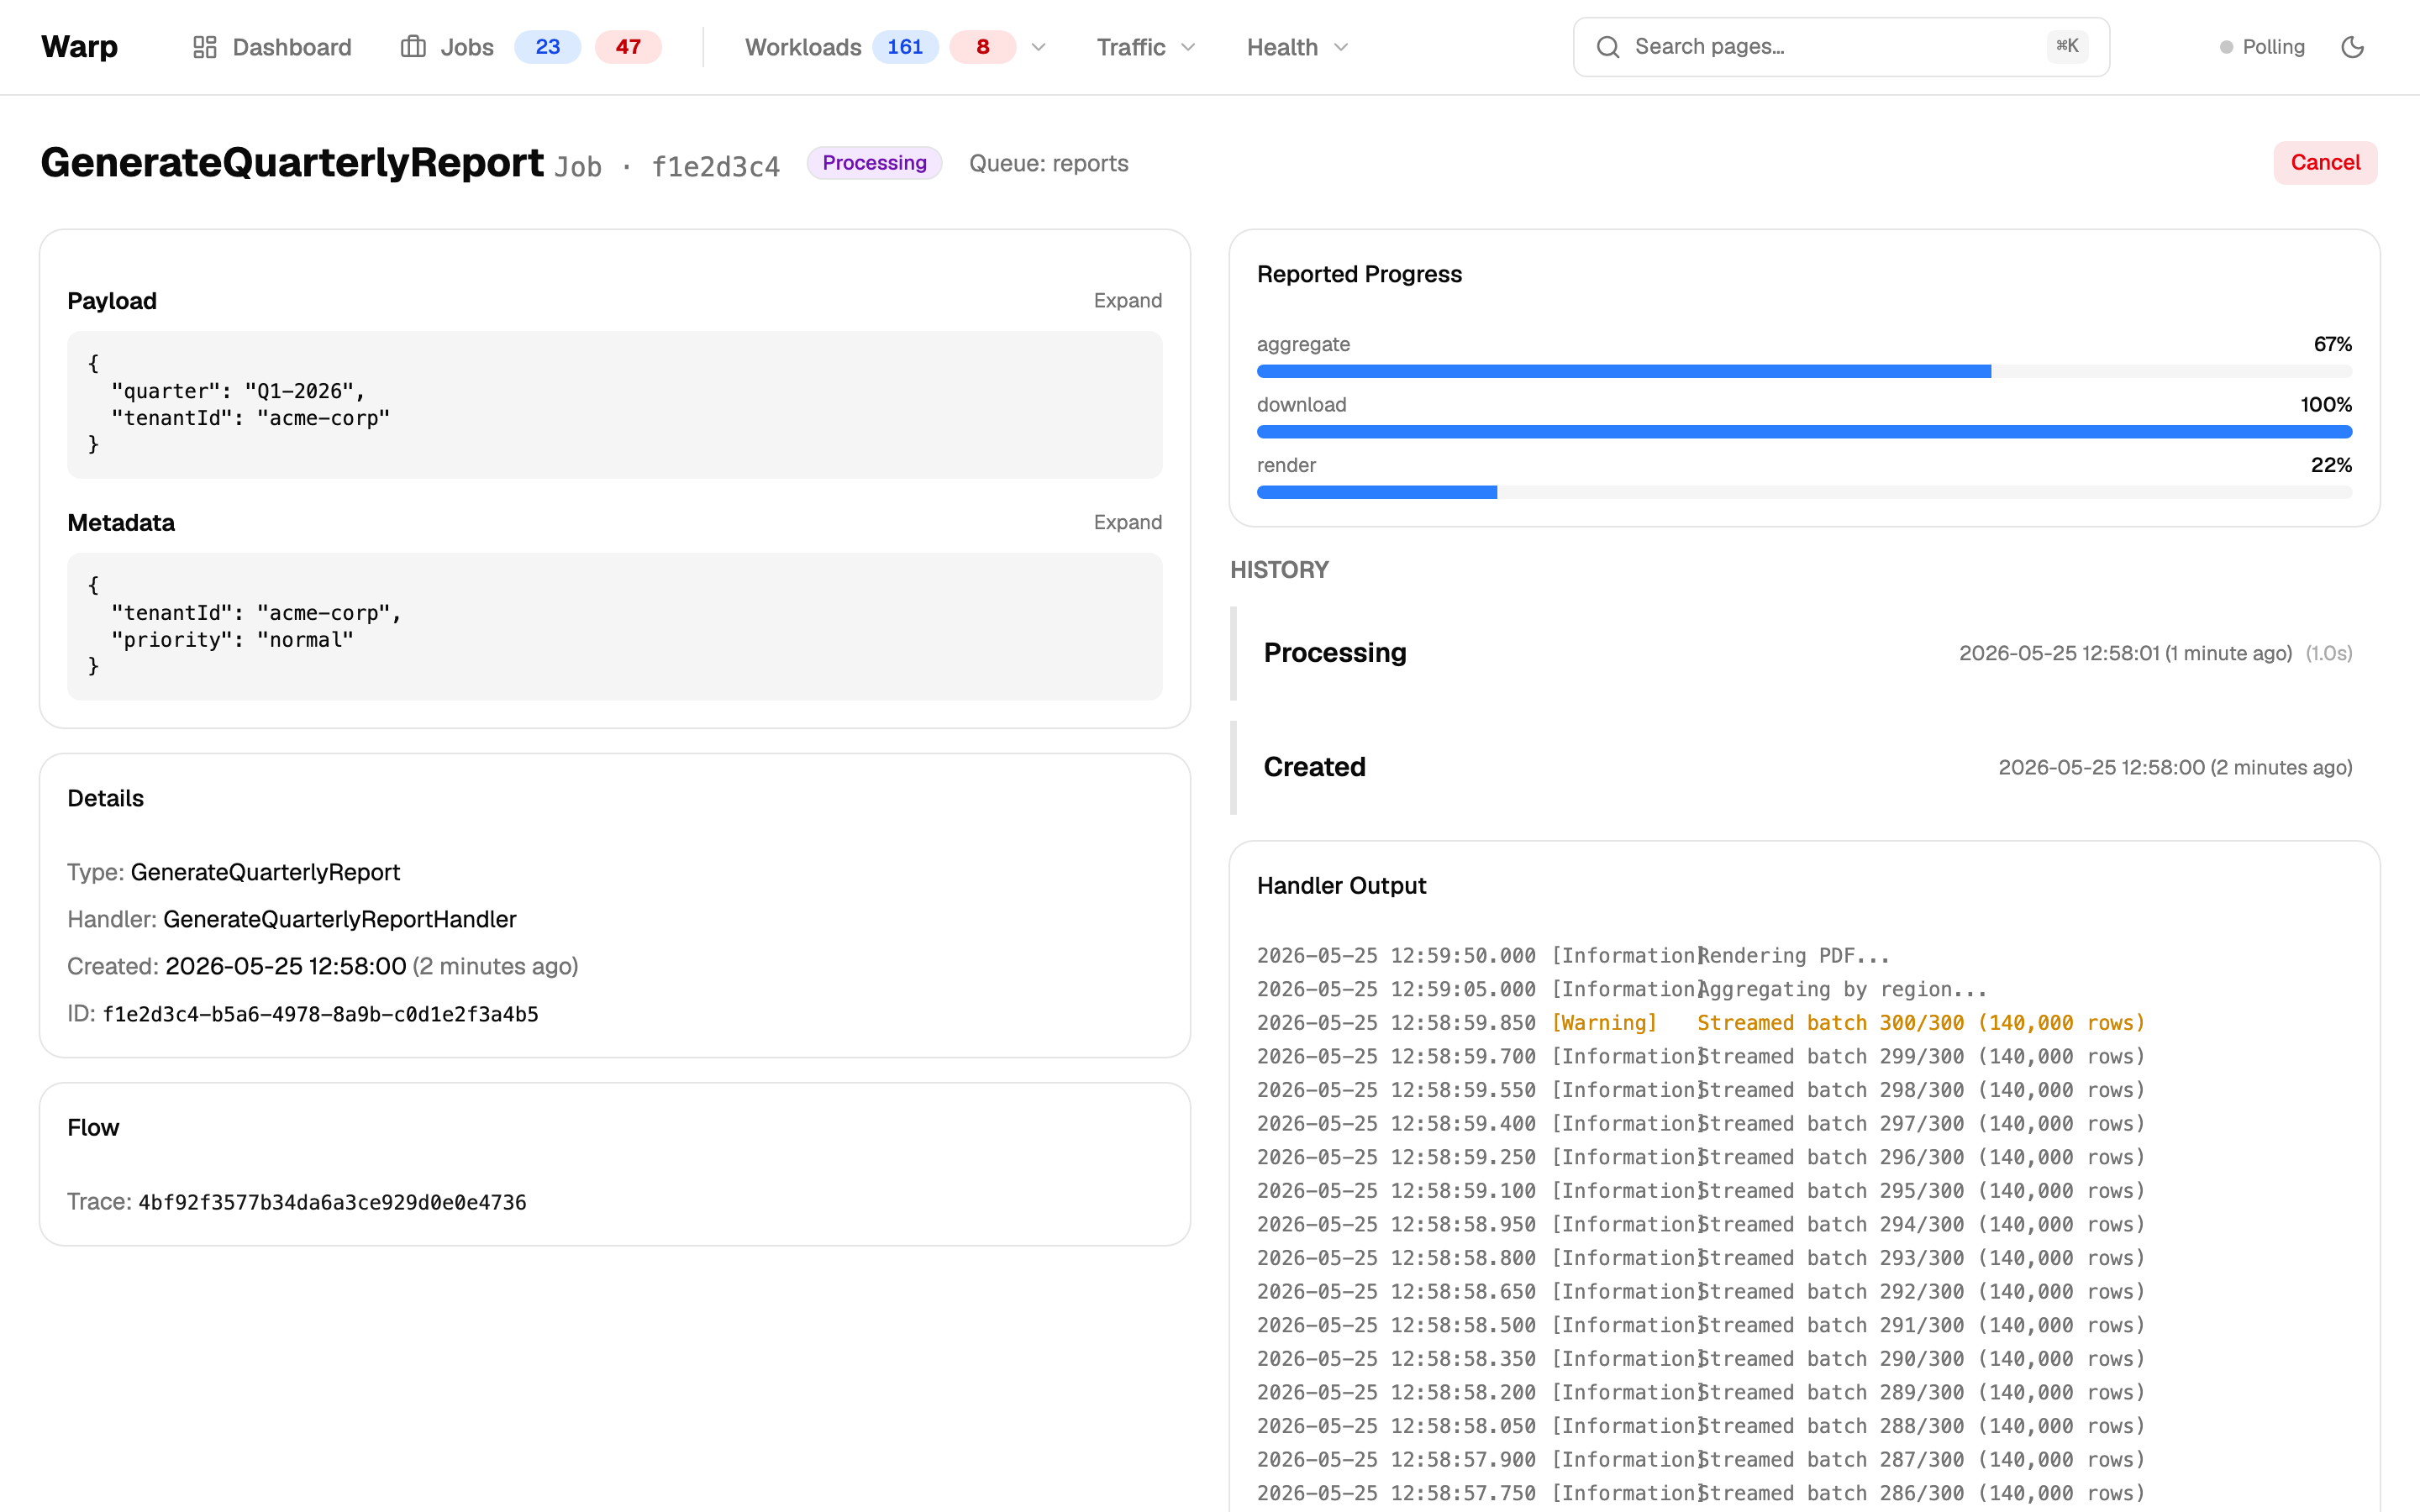 Warp
Dashboard
Jobs 23 47
Workloads 161 8
Traffic
Health
Search pages...
⌘K
Polling
GenerateQuarterlyReport Job · f1e2d3c4
Processing
Queue: reports
Cancel
Payload
Expand
{
"quarter": "Q1-2026",
"tenantId": "acme-corp"
}
Metadata
Expand
{
"tenantId": "acme-corp",
"priority": "normal"
}
Details
Type: GenerateQuarterlyReport
Handler: GenerateQuarterlyReportHandler
Created: 2026-05-25 12:58:00 (2 minutes ago)
ID: f1e2d3c4-b5a6-4978-8a9b-c0d1e2f3a4b5
Flow
Trace: 4bf92f3577b34da6a3ce929d0e0e4736
Reported Progress
aggregate 67%
download 100%
render 22%
HISTORY
Processing 2026-05-25 12:58:01 (1 minute ago) (1.0s)
Created 2026-05-25 12:58:00 (2 minutes ago)
Handler Output
2026-05-25 12:59:50.000 [Information] Rendering PDF...
2026-05-25 12:59:05.000 [Information] Aggregating by region...
2026-05-25 12:58:59.850 [Warning] Streamed batch 300/300 (140,000 rows)
2026-05-25 12:58:59.700 [Information] Streamed batch 299/300 (140,000 rows)
2026-05-25 12:58:59.550 [Information] Streamed batch 298/300 (140,000 rows)
2026-05-25 12:58:59.400 [Information] Streamed batch 297/300 (140,000 rows)
2026-05-25 12:58:59.250 [Information] Streamed batch 296/300 (140,000 rows)
2026-05-25 12:58:59.100 [Information] Streamed batch 295/300 (140,000 rows)
2026-05-25 12:58:58.950 [Information] Streamed batch 294/300 (140,000 rows)
2026-05-25 12:58:58.800 [Information] Streamed batch 293/300 (140,000 rows)
2026-05-25 12:58:58.650 [Information] Streamed batch 292/300 (140,000 rows)
2026-05-25 12:58:58.500 [Information] Streamed batch 291/300 (140,000 rows)
2026-05-25 12:58:58.350 [Information] Streamed batch 290/300 (140,000 rows)
2026-05-25 12:58:58.200 [Information] Streamed batch 289/300 (140,000 rows)
2026-05-25 12:58:58.050 [Information] Streamed batch 288/300 (140,000 rows)
2026-05-25 12:58:57.900 [Information] Streamed batch 287/300 (140,000 rows)
2026-05-25 12:58:57.750 [Information] Streamed batch 286/300 (140,000 rows)